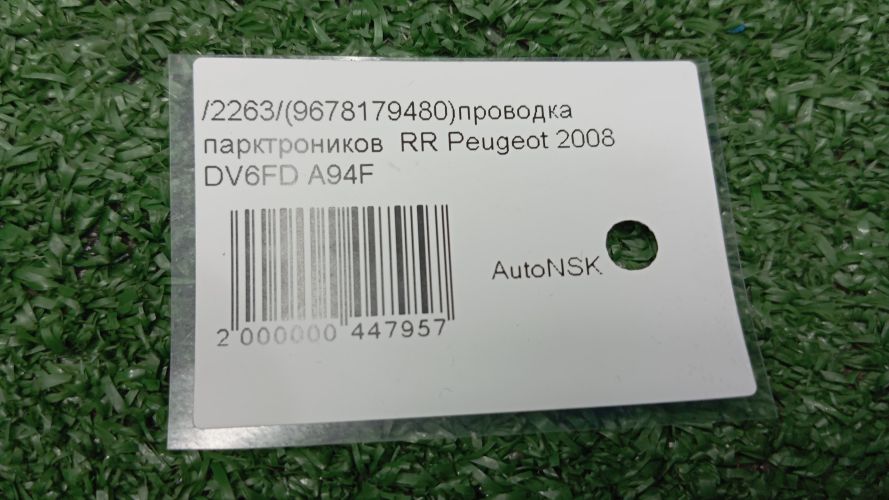 /2263/(9678179480)проводка
парктроников RR Peugeot 2008
DV6FD A94F
AutoNSK
2 000000 447957